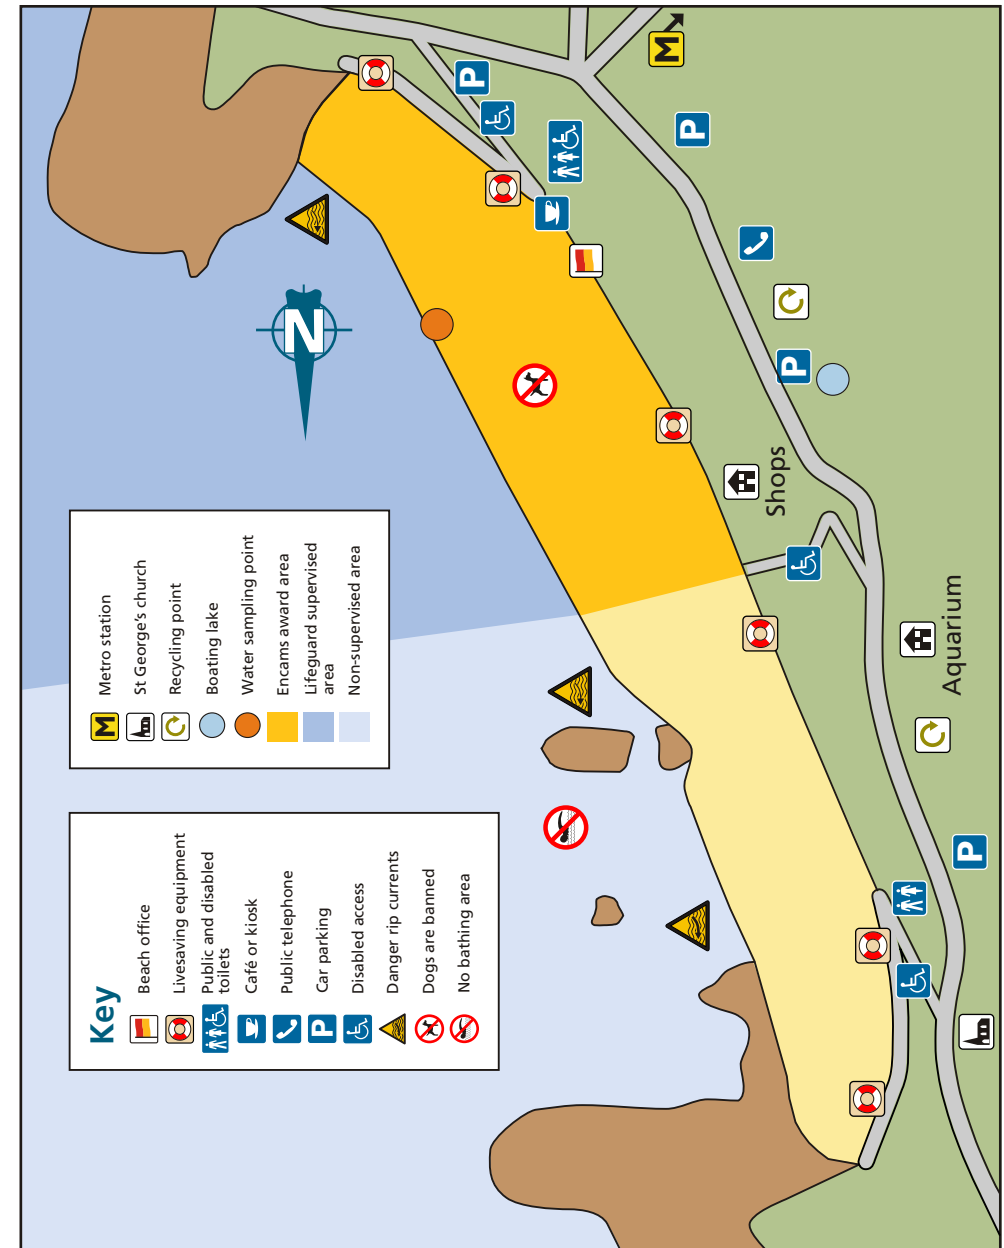 Key
Beach office
Livesaving equipment
Public and disabled
toilets
Café or kiosk
Public telephone
P
Car parking
Disabled access
Danger rip currents
Dogs are banned
No bathing area
M
Metro station
St George's church
Recycling point
Boating lake
Water sampling point
Encams award area
Lifeguard supervised
area
Non-supervised area
N
P
Aquarium
Shops
P
P
P
M